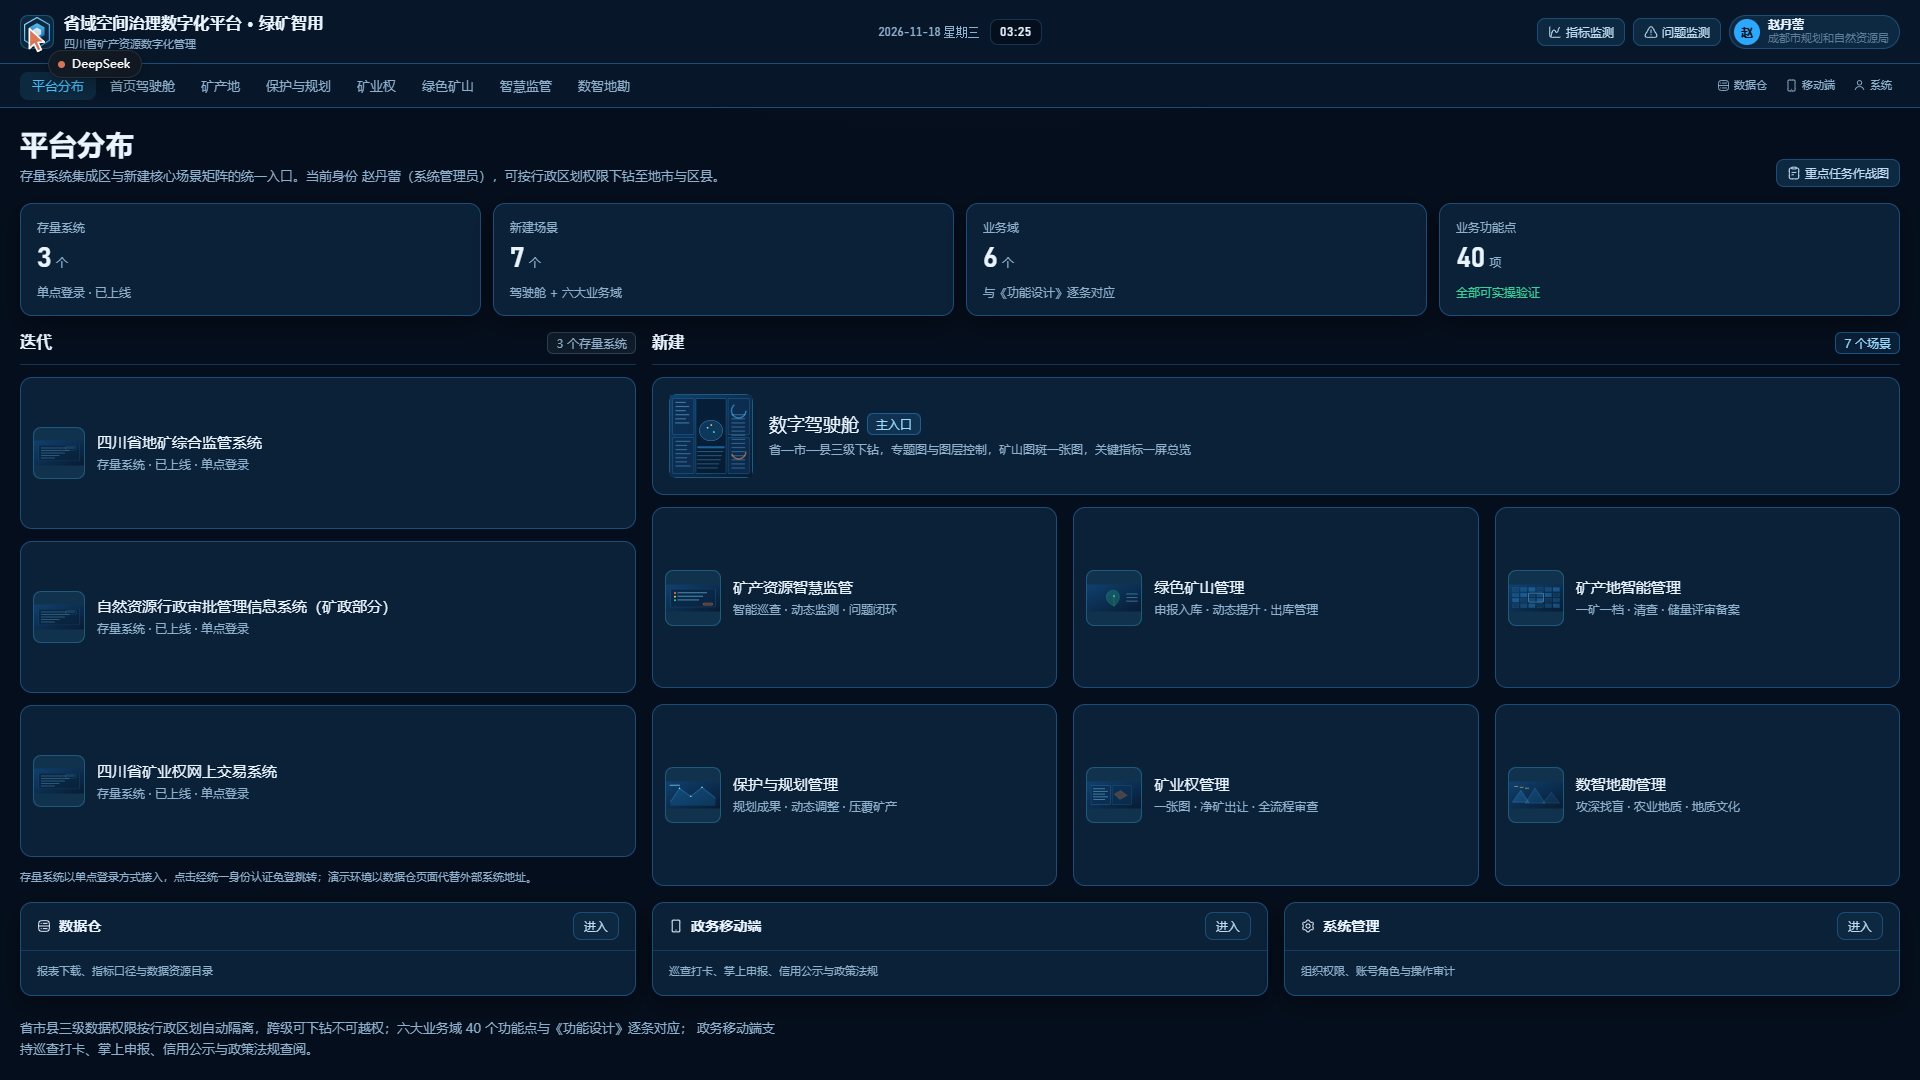 省域空间治理数字化平台 • 绿矿智用
四川省矿产资源数字化管理
DeepSeek
2026-11-18 星期三
03:25
指标监测
问题监测
赵
赵丹蕾
成都市规划和自然资源局
平台分布
首页驾驶舱
矿产地
保护与规划
矿业权
绿色矿山
智慧监管
数智地勘
数据仓
移动端
系统
平台分布
存量系统集成区与新建核心场景矩阵的统一入口。当前身份 赵丹蕾（系统管理员），可按行政区划权限下钻至地市与区县。
重点任务作战图
存量系统
3 个
单点登录 · 已上线
新建场景
7 个
驾驶舱 + 六大业务域
业务域
6 个
与《功能设计》逐条对应
业务功能点
40 项
全部可实操验证
迭代
3 个存量系统
新建
7 个场景
四川省地矿综合监管系统
存量系统 · 已上线 · 单点登录
自然资源行政审批管理信息系统（矿政部分）
存量系统 · 已上线 · 单点登录
四川省矿业权网上交易系统
存量系统 · 已上线 · 单点登录
存量系统以单点登录方式接入，点击经统一身份认证免登跳转；演示环境以数据仓页面代替外部系统地址。
数字驾驶舱
主入口
省—市—县三级下钻，专题图与图层控制，矿山图斑一张图，关键指标一屏总览
矿产资源智慧监管
智能巡查 · 动态监测 · 问题闭环
绿色矿山管理
申报入库 · 动态提升 · 出库管理
矿产地智能管理
一矿一档 · 清查 · 储量评审备案
保护与规划管理
规划成果 · 动态调整 · 压覆矿产
矿业权管理
一张图 · 净矿出让 · 全流程审查
数智地勘管理
攻深找盲 · 农业地质 · 地质文化
数据仓
进入
报表下载、指标口径与数据资源目录
政务移动端
进入
巡查打卡、掌上申报、信用公示与政策法规
系统管理
进入
组织权限、账号角色与操作审计
省市县三级数据权限按行政区划自动隔离，跨级可下钻不可越权；六大业务域 40 个功能点与《功能设计》逐条对应； 政务移动端支
持巡查打卡、掌上申报、信用公示与政策法规查阅。